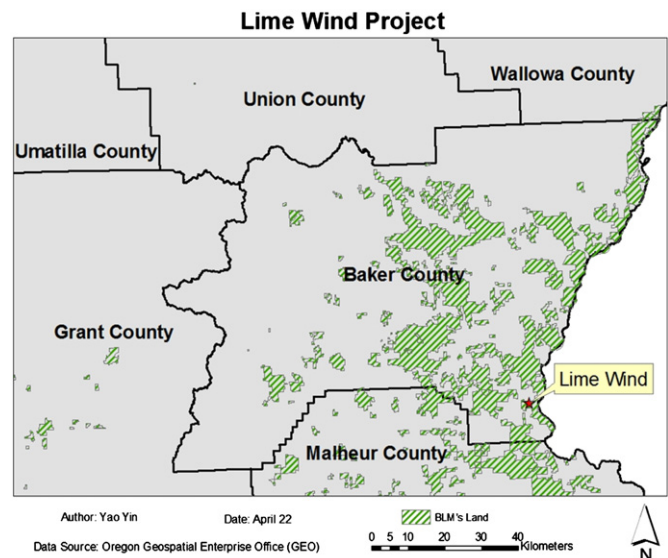 Lime Wind Project
Wallowa County
Union County
Umatilla County
Baker County
Grant County
Lime Wind
Malheur County
Author: Yao Yin
Date: April 22
BLM's Land
Data Source: Oregon Geospatial Enterprise Office (GEO)
0 5 10 20 30 40
Kilometers
N